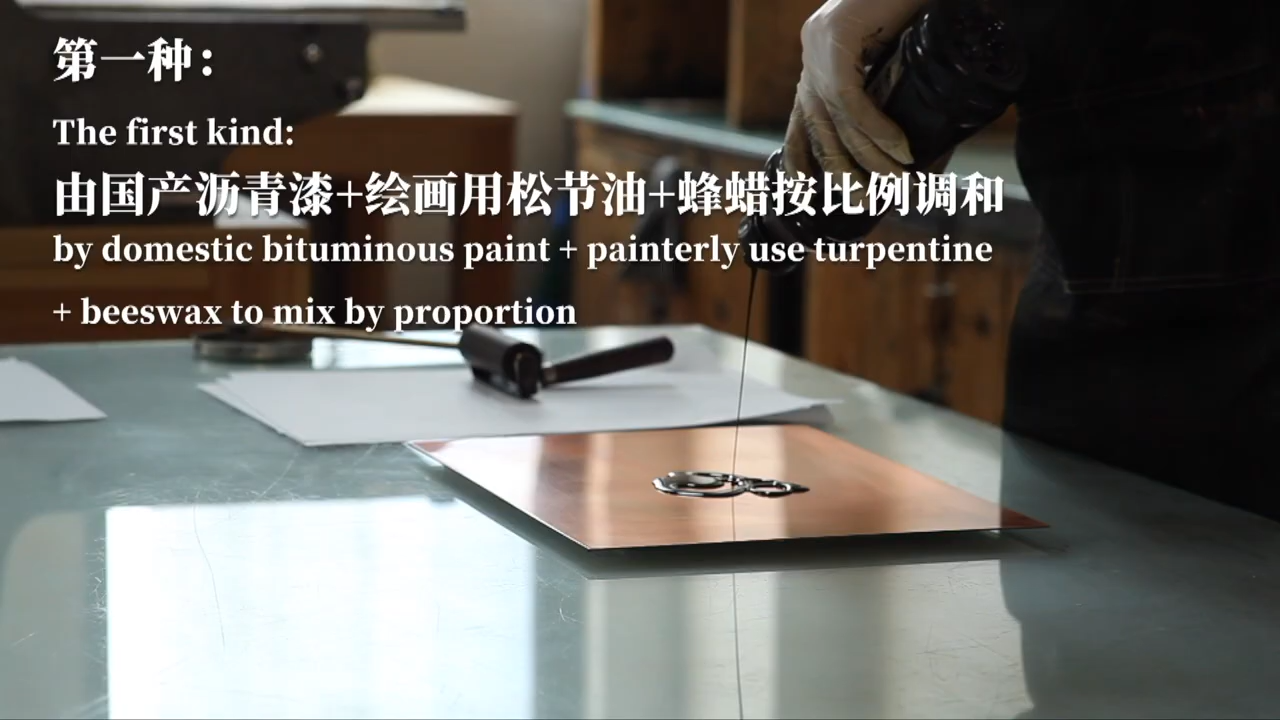 第一种：
The first kind:
由国产沥青漆+绘画用松节油+蜂蜡按比例调和
by domestic bituminous paint + painterly use turpentine
+ beeswax to mix by proportion